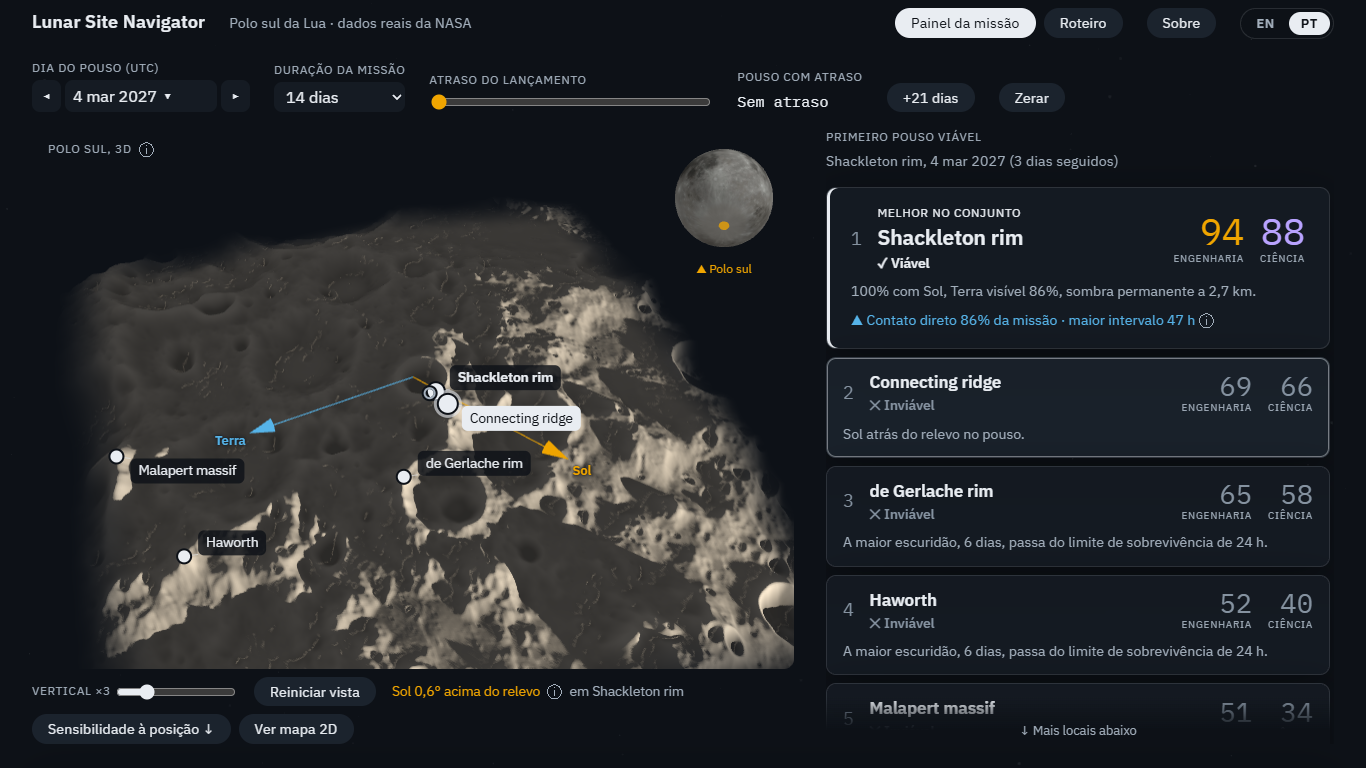 Lunar Site Navigator
Polo sul da Lua · dados reais da NASA
Painel da missão
Roteiro
Sobre
EN
PT
DIA DO POUSO (UTC)
◂
4 mar 2027 ▾
▸
DURAÇÃO DA MISSÃO
14 dias
ATRASO DO LANÇAMENTO
POUSO COM ATRASO
Sem atraso
+21 dias
Zerar
POLO SUL, 3D ⓘ
▲ Polo sul
Shackleton rim
Connecting ridge
Terra
Sol
Malapert massif
de Gerlache rim
Haworth
VERTICAL ×3
Reiniciar vista
Sol 0,6° acima do relevo ⓘ em Shackleton rim
Sensibilidade à posição ↓
Ver mapa 2D
PRIMEIRO POUSO VIÁVEL
Shackleton rim, 4 mar 2027 (3 dias seguidos)
MELHOR NO CONJUNTO
1
Shackleton rim
✓ Viável
94
ENGENHARIA
88
CIÊNCIA
100% com Sol, Terra visível 86%, sombra permanente a 2,7 km.
▲ Contato direto 86% da missão · maior intervalo 47 h ⓘ
2
Connecting ridge
✕ Inviável
69
ENGENHARIA
66
CIÊNCIA
Sol atrás do relevo no pouso.
3
de Gerlache rim
✕ Inviável
65
ENGENHARIA
58
CIÊNCIA
A maior escuridão, 6 dias, passa do limite de sobrevivência de 24 h.
4
Haworth
✕ Inviável
52
ENGENHARIA
40
CIÊNCIA
A maior escuridão, 6 dias, passa do limite de sobrevivência de 24 h.
5
Malapert massif
51
34
↓ Mais locais abaixo